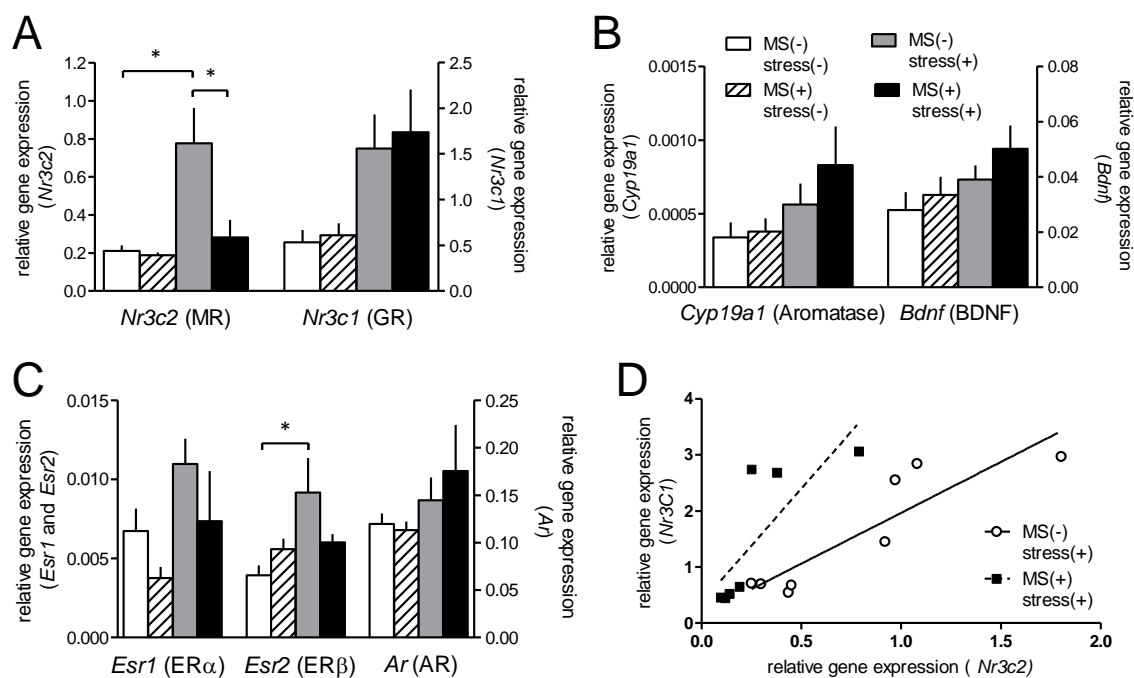 A
relative gene expression
(Nr3c2)
1.2
1.0
0.8
0.6
0.4
0.2
0.0
*
*
2.5
2.0
1.5
1.0
0.5
0.0
relative gene expression
(Nr3c1)
Nr3c2 (MR)
Nr3c1 (GR)
B
relative gene expression
(Cyp19a1)
0.0015
0.0010
0.0005
0.0000
MS(-)
stress(-)
MS(+)
stress(-)
MS(-)
stress(+)
MS(+)
stress(+)
0.08
0.06
0.04
0.02
0.00
relative gene expression
(Bdnf)
Cyp19a1 (Aromatase)
Bdnf (BDNF)
C
relative gene expression
(Esr1 and Esr2)
0.015
0.010
0.005
0.000
*
0.25
0.20
0.15
0.10
0.05
0.00
relative gene expression
(Ar)
Esr1 (ERα)
Esr2 (ERβ)
Ar (AR)
D
relative gene expression
(Nr3C1)
4
3
2
1
0
MS(-)
stress(+)
MS(+)
stress(+)
0.0
0.5
1.0
1.5
2.0
relative gene expression ( Nr3c2)